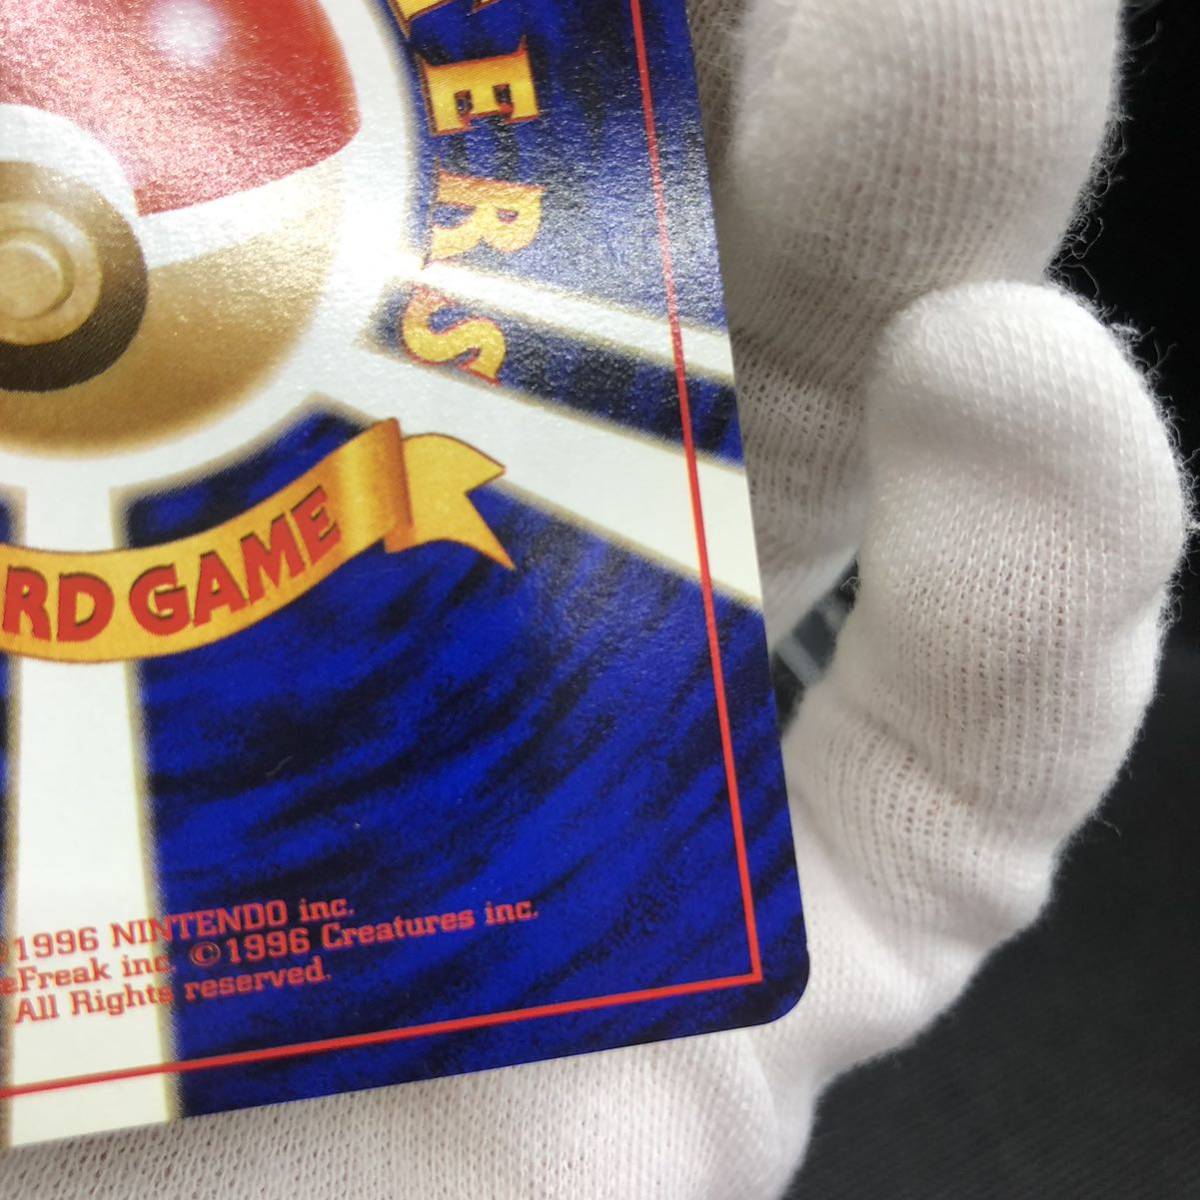 ERS
RD GAME
©1996 NINTENDO inc.
eFreak inc. ©1996 Creatures inc.
All Rights reserved.